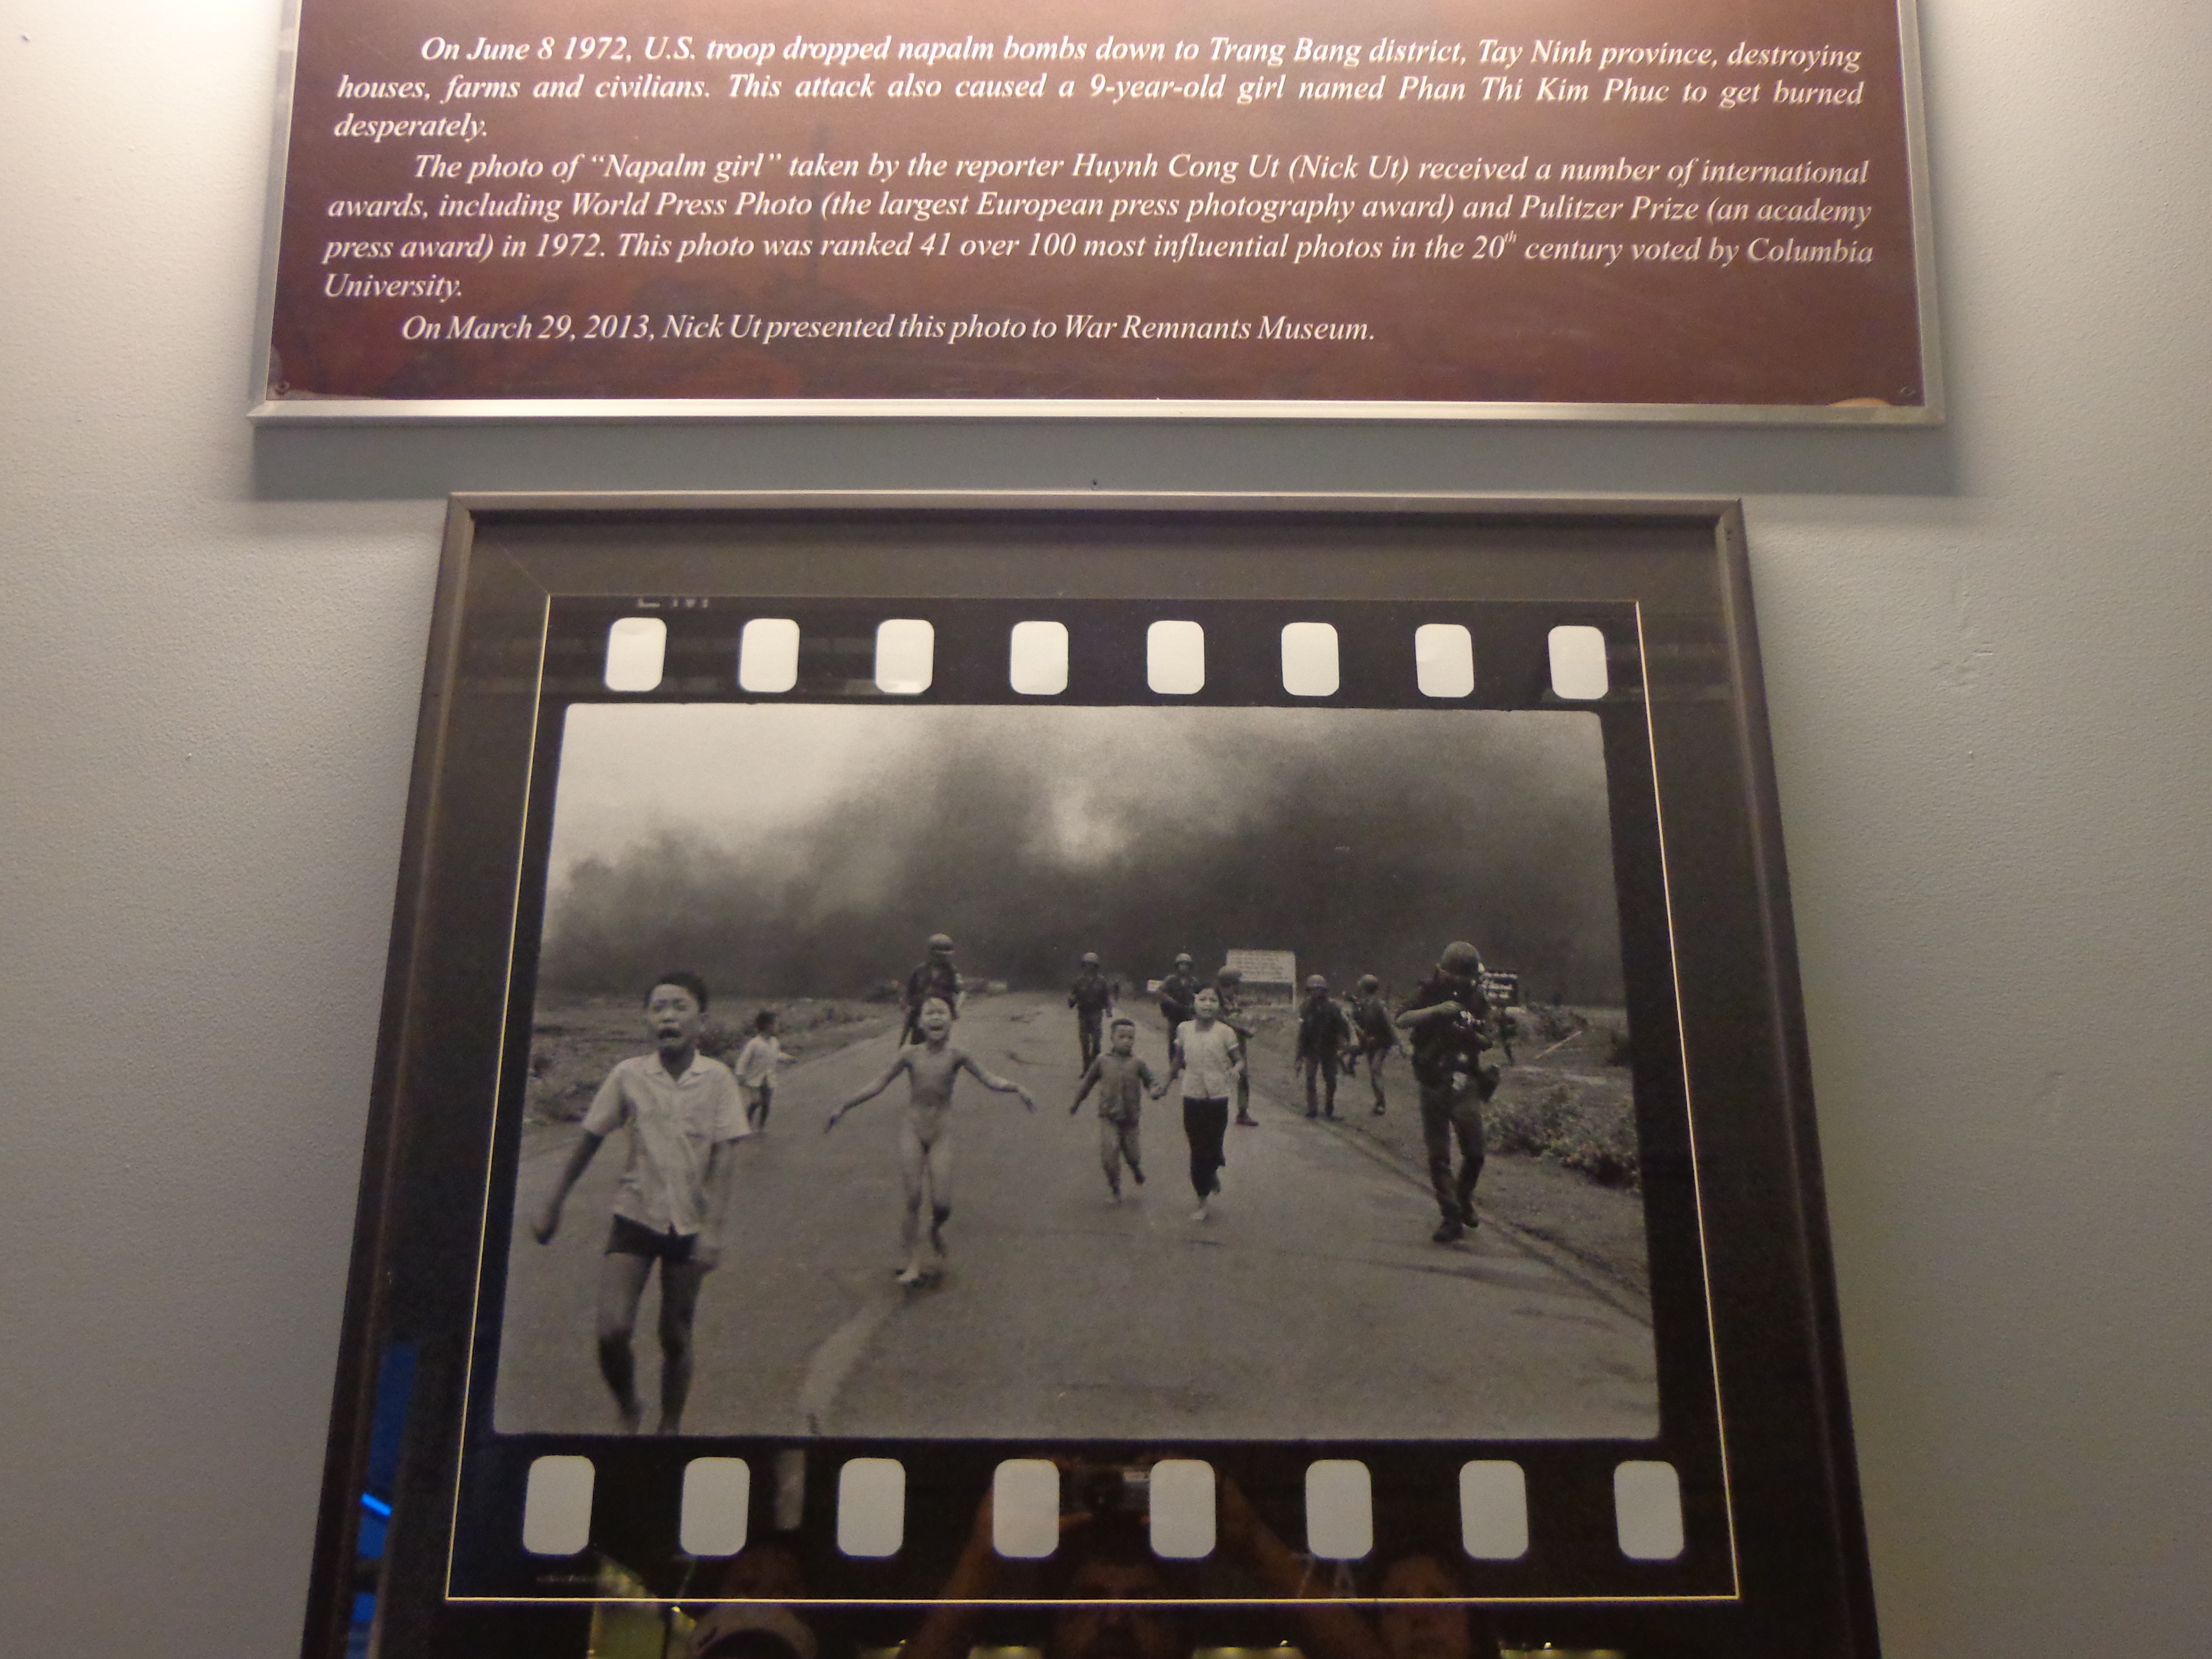 On June 8 1972, U.S. troop dropped napalm bombs down to Trang Bang district, Tay Ninh province, destroying
houses, farms and civilians. This attack also caused a 9-year-old girl named Phan Thi Kim Phuc to get burned
desperately.
The photo of “Napalm girl” taken by the reporter Huynh Cong Ut (Nick Ut) received a number of international
awards, including World Press Photo (the largest European press photography award) and Pulitzer Prize (an academy
press award) in 1972. This photo was ranked 41 over 100 most influential photos in the 20th century voted by Columbia
University.
On March 29, 2013, Nick Ut presented this photo to War Remnants Museum.